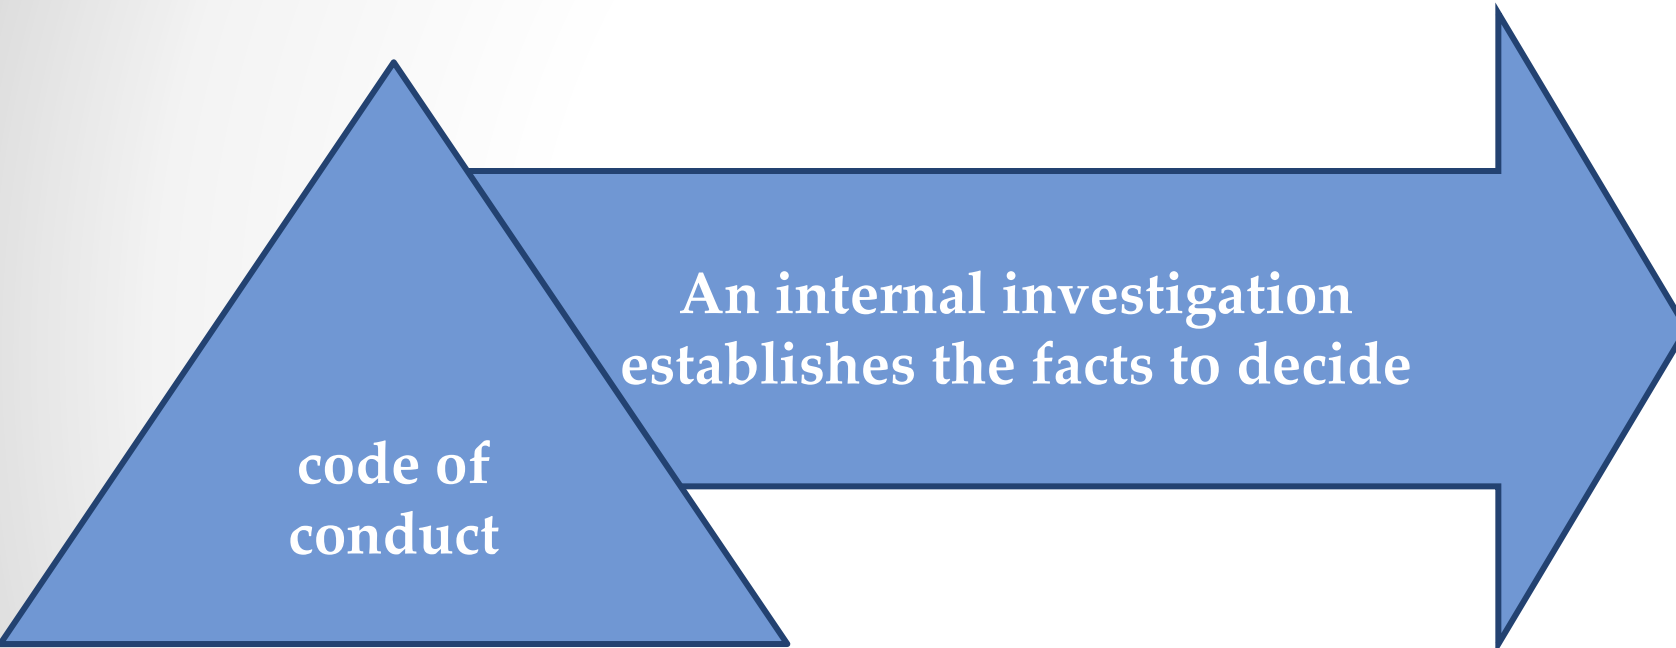 code of
conduct
An internal investigation
establishes the facts to decide